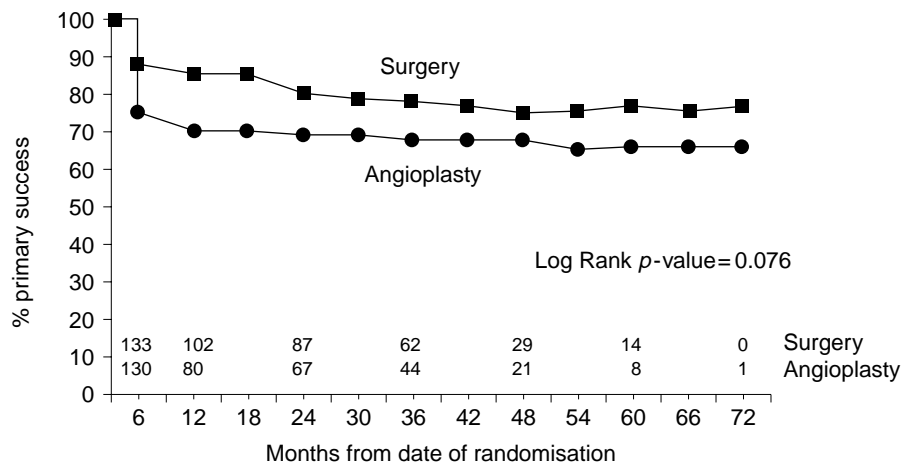 100
90
80
70
60
50
40
30
20
10
0
% primary success
Surgery
Angioplasty
Log Rank p-value=0.076
133 102 87 62 29 14 0 Surgery
130 80 67 44 21 8 1 Angioplasty
6 12 18 24 30 36 42 48 54 60 66 72
Months from date of randomisation